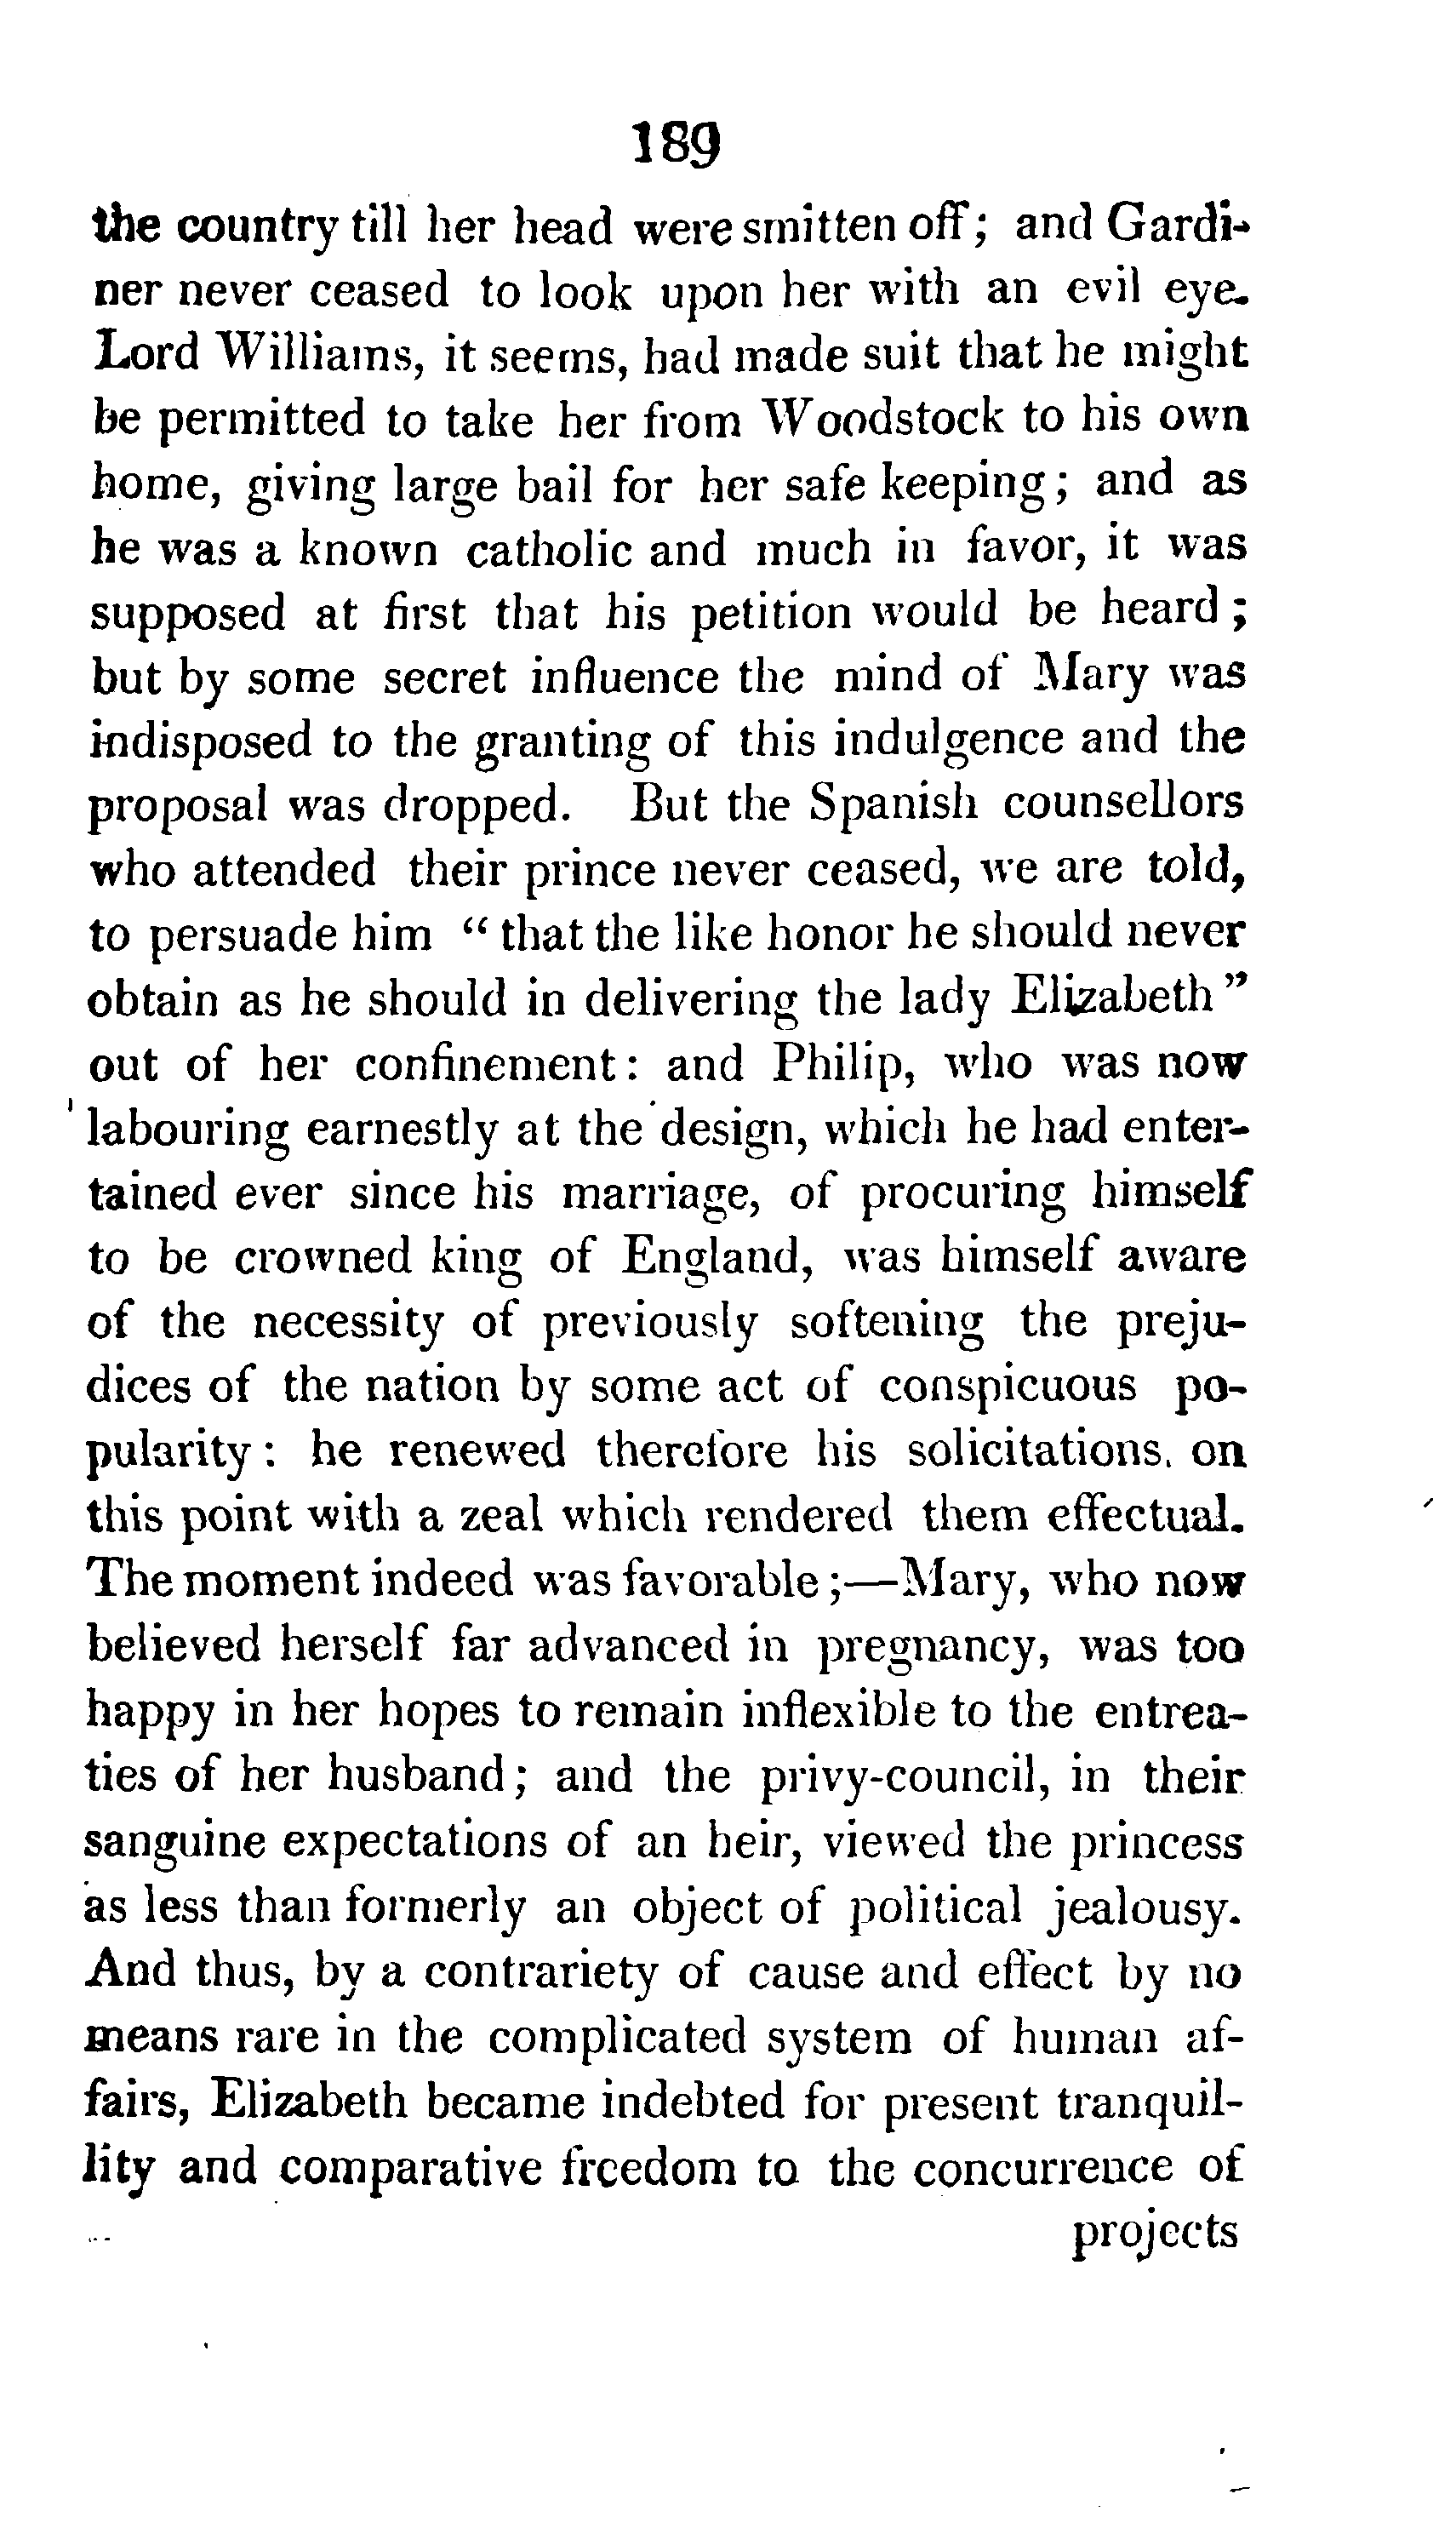 189
the country till her head were smitten off; and Gardi-
ner never ceased to look upon her with an evil eye.
Lord Williams, it seems, had made suit that he might
be permitted to take her from Woodstock to his own
home, giving large bail for her safe keeping; and as
he was a known catholic and much in favor, it was
supposed at first that his petition would be heard;
but by some secret influence the mind of Mary was
indisposed to the granting of this indulgence and the
proposal was dropped. But the Spanish counsellors
who attended their prince never ceased, we are told,
to persuade him “that the like honor he should never
obtain as he should in delivering the lady Elizabeth”
out of her confinement: and Philip, who was now
labouring earnestly at the design, which he had enter-
tained ever since his marriage, of procuring himself
to be crowned king of England, was himself aware
of the necessity of previously softening the preju-
dices of the nation by some act of conspicuous po-
pularity: he renewed therefore his solicitations. on
this point with a zeal which rendered them effectual.
The moment indeed was favorable;—Mary, who now
believed herself far advanced in pregnancy, was too
happy in her hopes to remain inflexible to the entrea-
ties of her husband; and the privy-council, in their
sanguine expectations of an heir, viewed the princess
as less than formerly an object of political jealousy.
And thus, by a contrariety of cause and effect by no
means rare in the complicated system of human af-
fairs, Elizabeth became indebted for present tranquil-
lity and comparative freedom to the concurrence of
projects